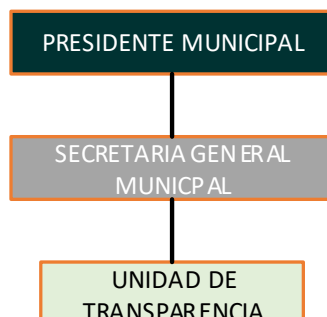 PRESIDENTE MUNICIPAL
SECRETARIA GENERAL
MUNICPAL
UNIDAD DE
TRANSPARENCIA